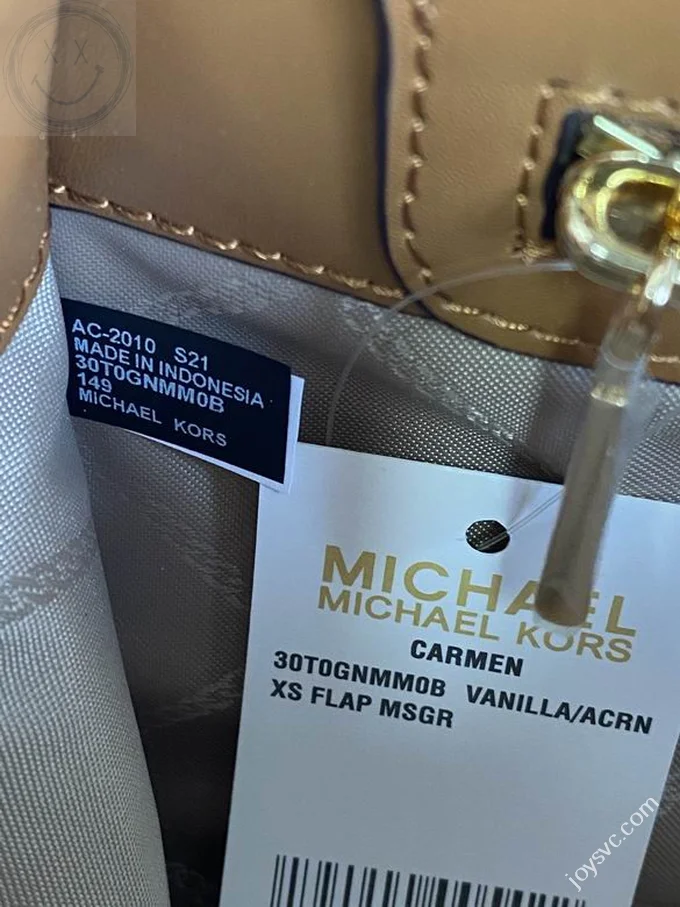 AC-2010 S21
MADE IN INDONESIA
30T0GNMM0B
149
MICHAEL KORS
MICHAEL
MICHAEL KORS
CARMEN
30T0GNMM0B VANILLA/ACRN
XS FLAP MSGR
joysvc.com